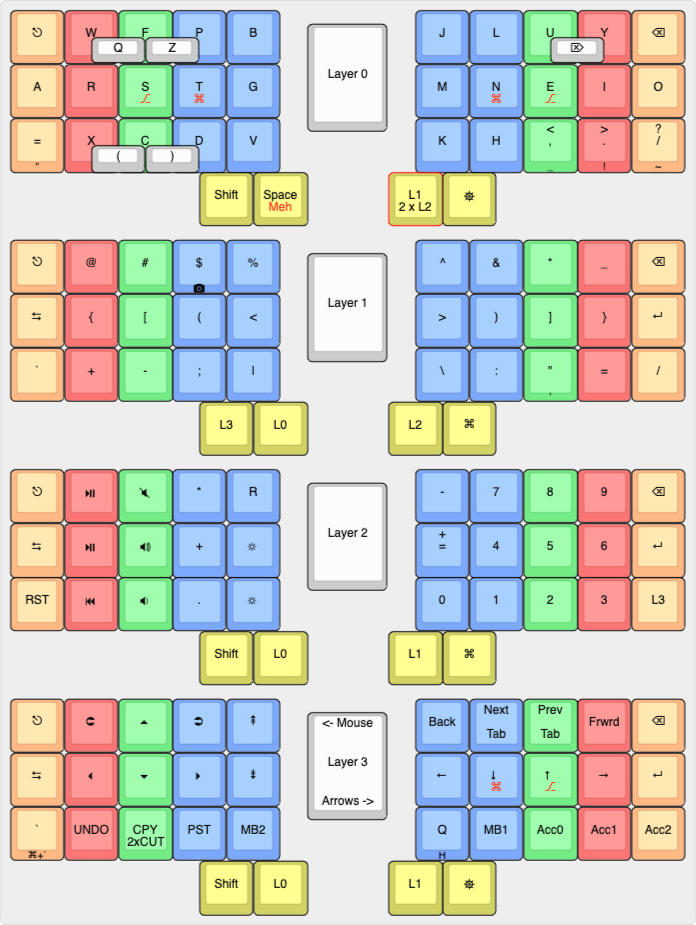 ⎋ W F P B J L U Y ⌫
Q Z ⌦
A R S T G M N E I O
⌥ ⌘ ⌘ ⌥
= X C D V K H < > ?
, . /
( )
" _ ! ~
Layer 0
Shift Space L1
Meh 2 x L2
⎋ @ # $ % ^ & * _ ⌫
⇆ { [ ( < > ) ] } ↵
` + - ; | \ : " = /
'
Layer 1
L3 L0 L2 ⌘
⎋ * R - 7 8 9 ⌫
⇆ + + 4 5 6 ↵
=
RST . 0 1 2 3 L3
Layer 2
Shift L0 L1 ⌘
⎋ Back Next Prev Frwrd ⌫
Tab Tab
⇆ ← ↓ ↑ → ↵
⌘ ⌥
` UNDO CPY PST MB2 Q MB1 Acc0 Acc1 Acc2
2xCUT
⌘+` H
<- Mouse
Layer 3
Arrows ->
Shift L0 L1